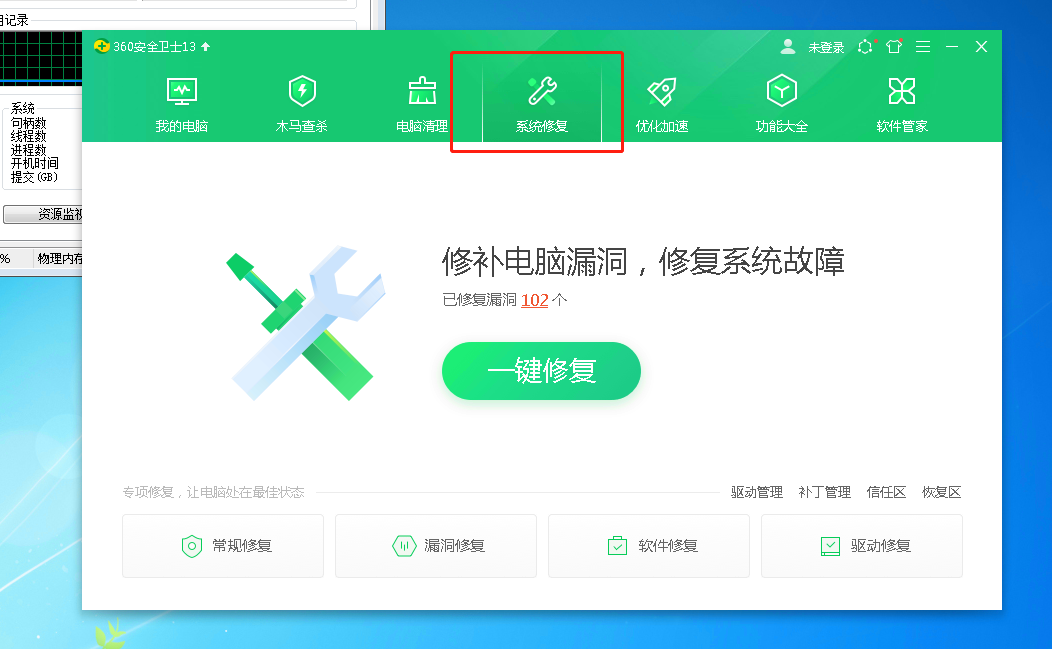 用记录
360安全卫士13
未登录
我的电脑
木马查杀
电脑清理
系统修复
优化加速
功能大全
软件管家
系统
句柄数
线程数
进程数
开机时间
提交(GB)
资源监视
%
物理内存
修补电脑漏洞，修复系统故障
已修复漏洞 102 个
一键修复
专项修复，让电脑处在最佳状态
驱动管理 补丁管理 信任区 恢复区
常规修复
漏洞修复
软件修复
驱动修复